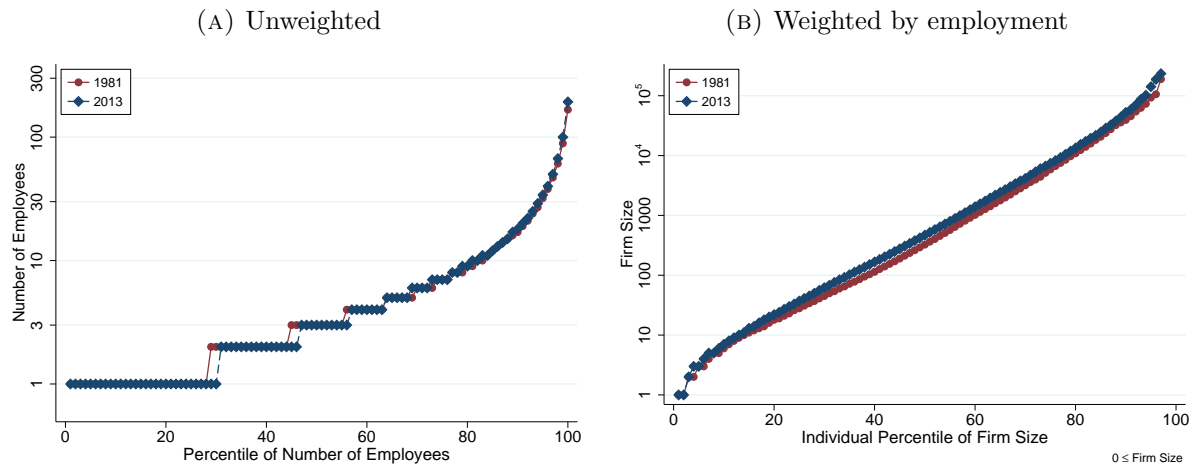 (A) Unweighted
300
100
30
10
3
1
Number of Employees
1981
2013
0 20 40 60 80 100
Percentile of Number of Employees
(B) Weighted by employment
10^5
10^4
1000
100
10
1
Firm Size
1981
2013
0 20 40 60 80 100
Individual Percentile of Firm Size
0 ≤ Firm Size